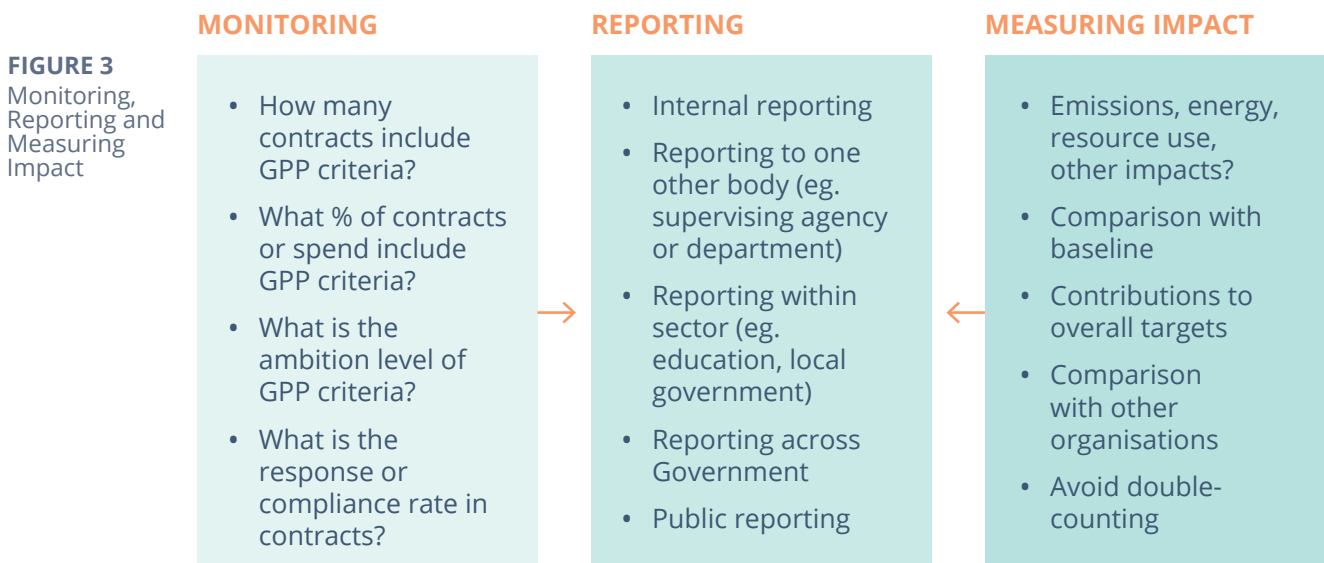 FIGURE 3
Monitoring,
Reporting and
Measuring
Impact
MONITORING
• How many
contracts include
GPP criteria?
• What % of contracts
or spend include
GPP criteria?
• What is the
ambition level of
GPP criteria?
• What is the
response or
compliance rate in
contracts?
→
REPORTING
• Internal reporting
• Reporting to one
other body (eg.
supervising agency
or department)
• Reporting within
sector (eg.
education, local
government)
• Reporting across
Government
• Public reporting
←
MEASURING IMPACT
• Emissions, energy,
resource use,
other impacts?
• Comparison with
baseline
• Contributions to
overall targets
• Comparison
with other
organisations
• Avoid double-
counting